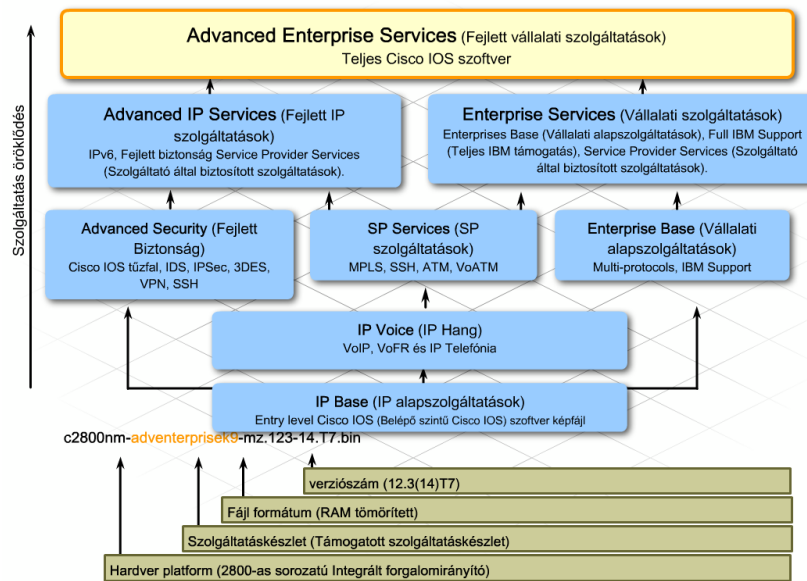 Szolgáltatás öröklődés
Advanced Enterprise Services (Fejlett vállalati szolgáltatások)
Teljes Cisco IOS szoftver
Advanced IP Services (Fejlett IP
szolgáltatások)
IPv6, Fejlett biztonság Service Provider Services
(Szolgáltató által biztosított szolgáltatások).
Enterprise Services (Vállalati szolgáltatások)
Enterprises Base (Vállalati alapszolgáltatások), Full IBM Support
(Teljes IBM támogatás), Service Provider Services (Szolgáltató
által biztosított szolgáltatások).
Advanced Security (Fejlett
Biztonság)
Cisco IOS tűzfal, IDS, IPSec, 3DES,
VPN, SSH
SP Services (SP
szolgáltatások)
MPLS, SSH, ATM, VoATM
Enterprise Base (Vállalati
alapszolgáltatások)
Multi-protocols, IBM Support
IP Voice (IP Hang)
VoIP, VoFR és IP Telefónia
IP Base (IP alapszolgáltatások)
Entry level Cisco IOS (Belépő szintű Cisco IOS) szoftver képfájl
c2800nm-adventerprisek9-mz.123-14.T7.bin
verziószám (12.3(14)T7)
Fájl formátum (RAM tömörített)
Szolgáltatáskészlet (Támogatott szolgáltatáskészlet)
Hardver platform (2800-as sorozatú Integrált forgalomirányító)